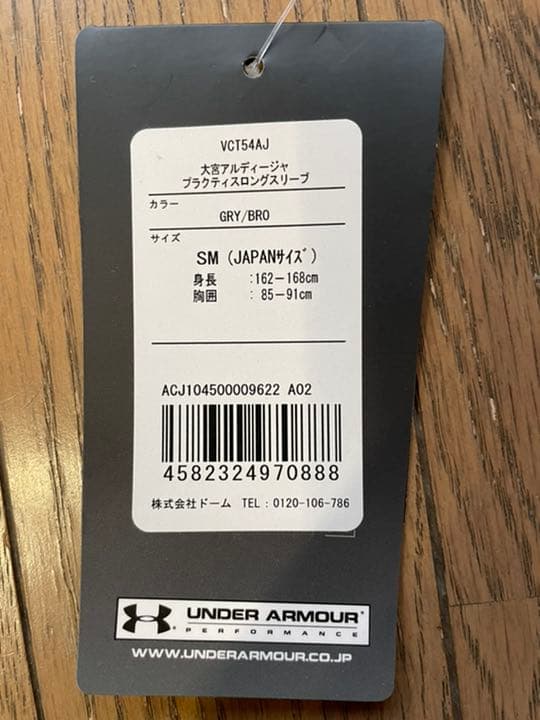 VCT54AJ
大宮アルディージャ
プラクティスロングスリーブ
カラー
GRY/BRO
サイズ
SM (JAPANｻｲｽﾞ)
身長 :162-168cm
胸囲 : 85-91cm
ACJ104500009622 A02
4582324970888
株式会社ドーム TEL:0120-106-786
UNDER ARMOUR
PERFORMANCE
WWW.UNDERARMOUR.CO.JP